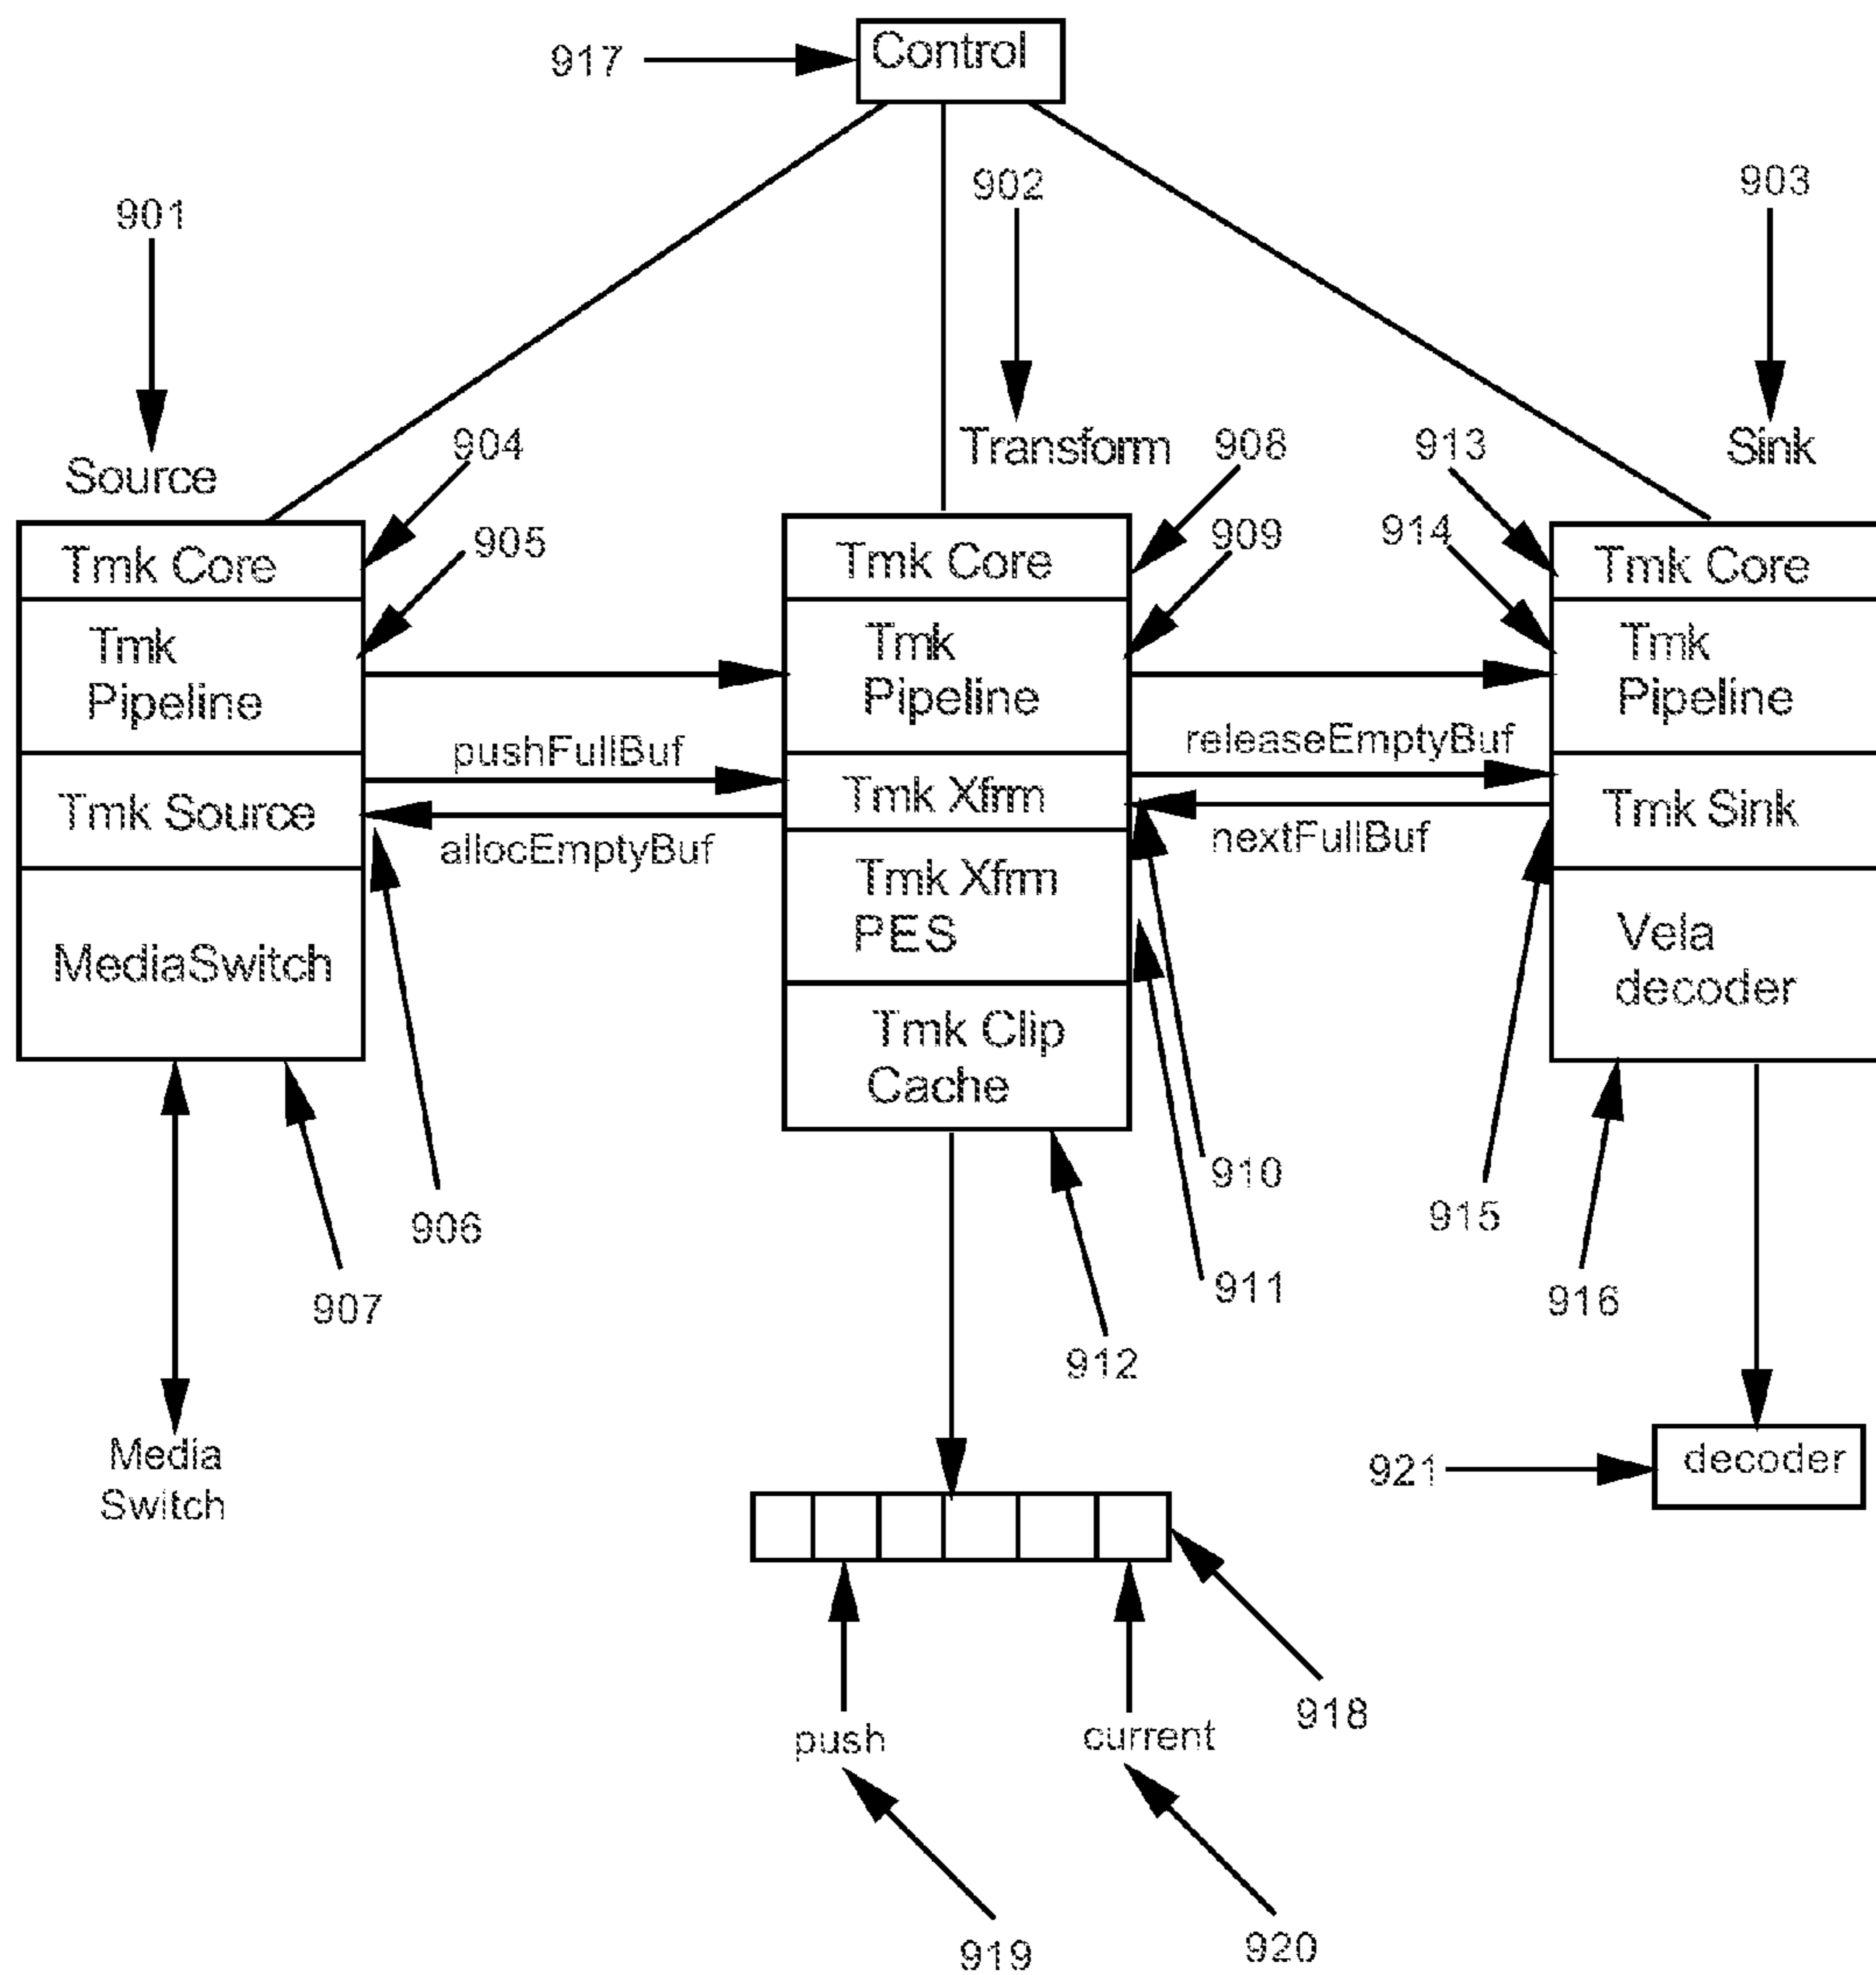 Control
917
902
903
901
Transform
Sink
Source
904
908
913
905
909
914
Tmk Core
Tmk
Pipeline
Tmk Source
MediaSwitch
pushFullBuf
allocEmptyBuf
Tmk Core
Tmk
Pipeline
Tmk Xfrm
Tmk Xfrm
PES
Tmk Clip
Cache
releaseEmptyBuf
nextFullBuf
Tmk Core
Tmk
Pipeline
Tmk Sink
Vela
decoder
906
907
910
911
912
915
916
Media
Switch
921
decoder
918
push
current
919
920